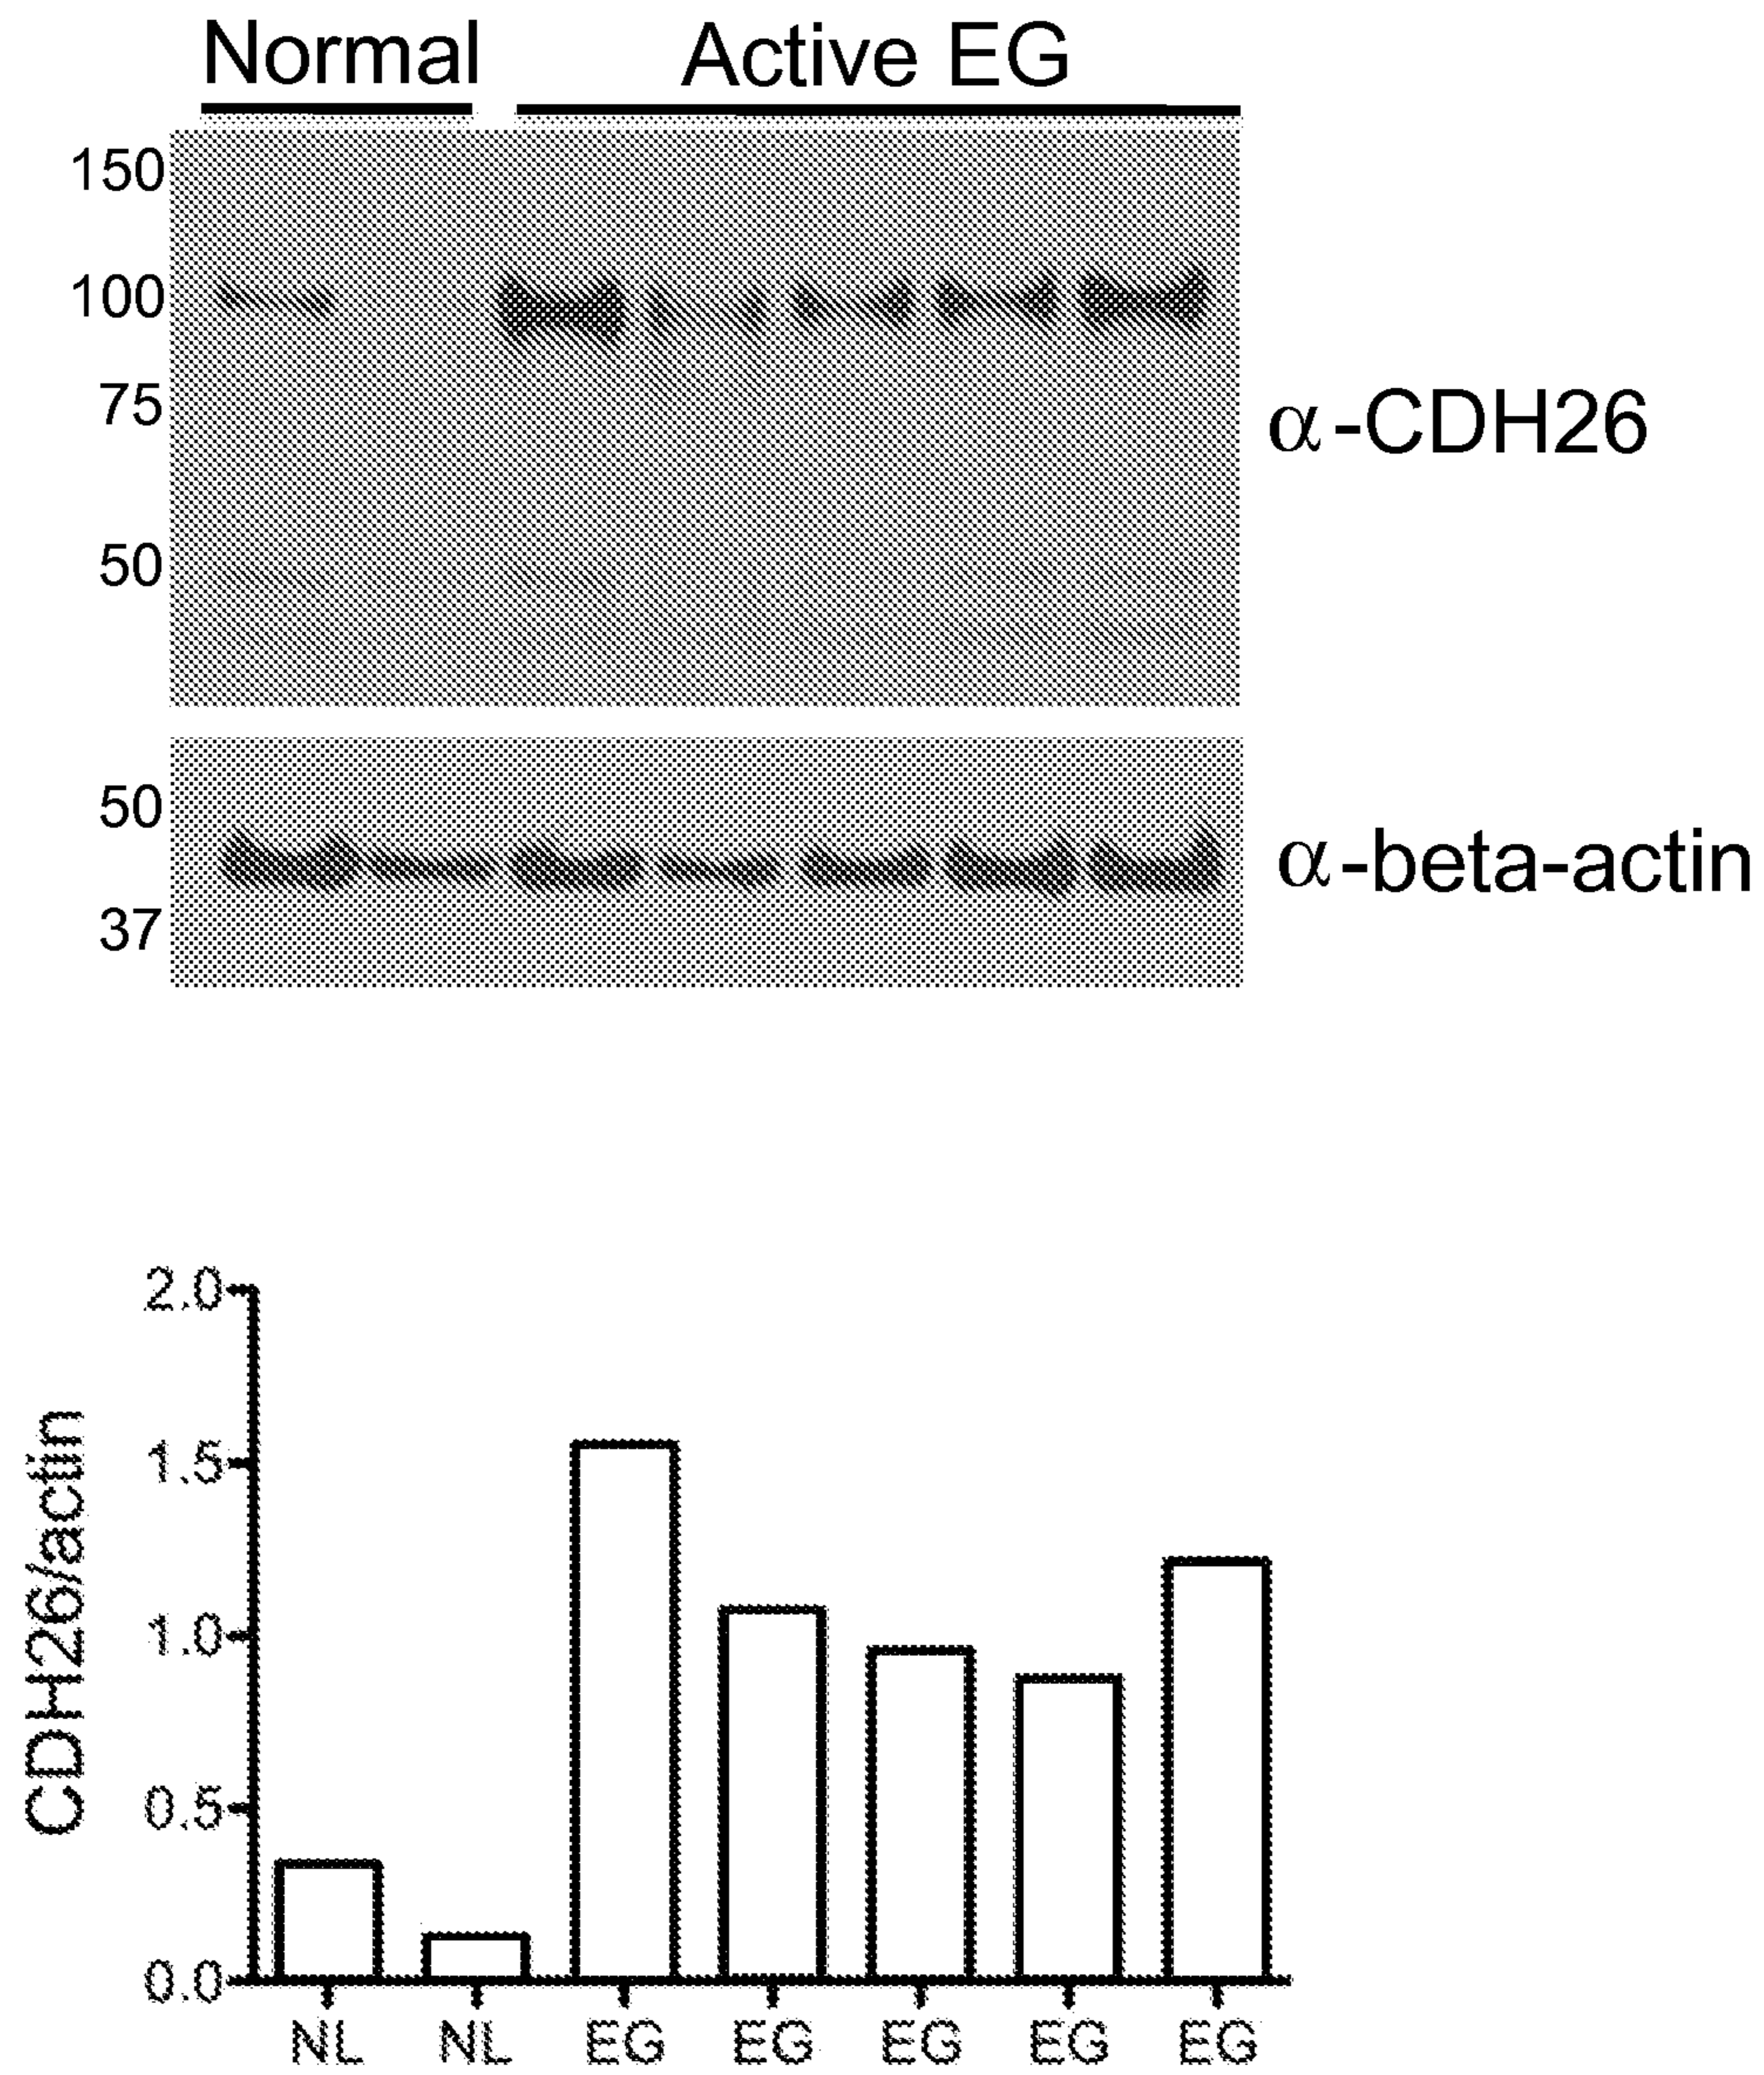 Normal Active EG
150
100
75
α-CDH26
50
50
α-beta-actin
37
2.0
1.5
1.0
0.5
0.0
CDH26/actin
NL NL EG EG EG EG EG